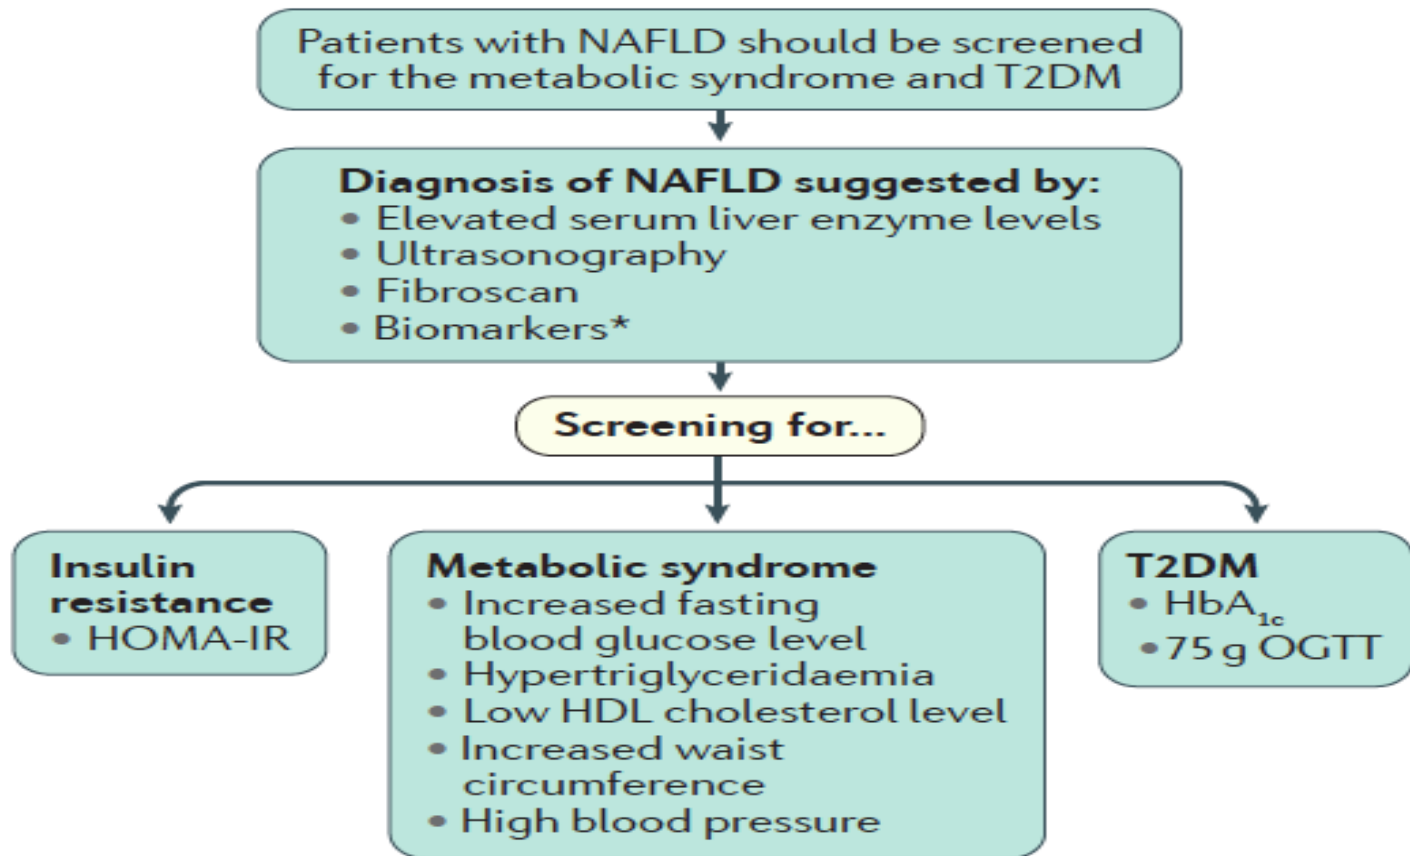 Patients with NAFLD should be screened
for the metabolic syndrome and T2DM
Diagnosis of NAFLD suggested by:
• Elevated serum liver enzyme levels
• Ultrasonography
• Fibroscan
• Biomarkers*
Screening for...
Insulin
resistance
• HOMA-IR
Metabolic syndrome
• Increased fasting
blood glucose level
• Hypertriglyceridaemia
• Low HDL cholesterol level
• Increased waist
circumference
• High blood pressure
T2DM
• HbA1c
• 75 g OGTT